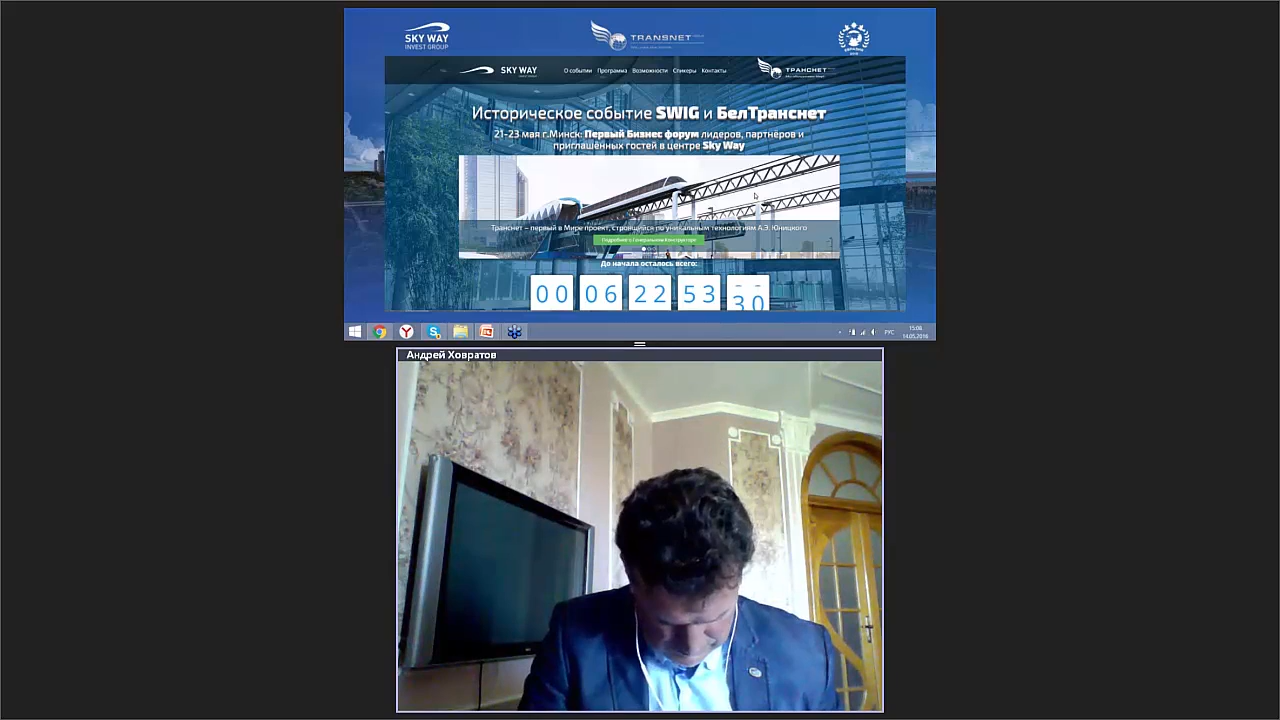 SKY WAY
INVEST GROUP
TRANSNET
SKY WAY
О событии Программа Возможности Спикеры Контакты
ТРАНСНЕТ
Историческое событие SWIG и БелТранснет
21-23 мая г.Минск: Первый Бизнес форум лидеров, партнёров и
приглашённых гостей в центре Sky Way
Транснет – первый в Мире проект, строящийся по уникальным технологиям А.Э. Юницкого
Подробнее о Генеральном Конструкторе
До начала осталось всего:
00 06 22 53 30
РУС
15:06
14.05.2016
Андрей Ховратов